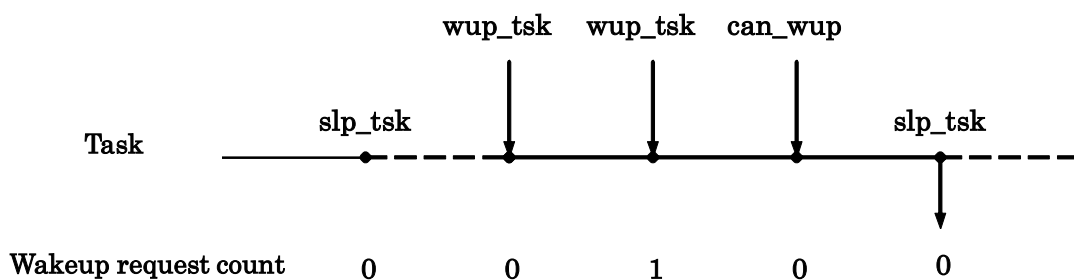 wup_tsk wup_tsk can_wup
slp_tsk slp_tsk
Task
Wakeup request count 0 0 1 0 0